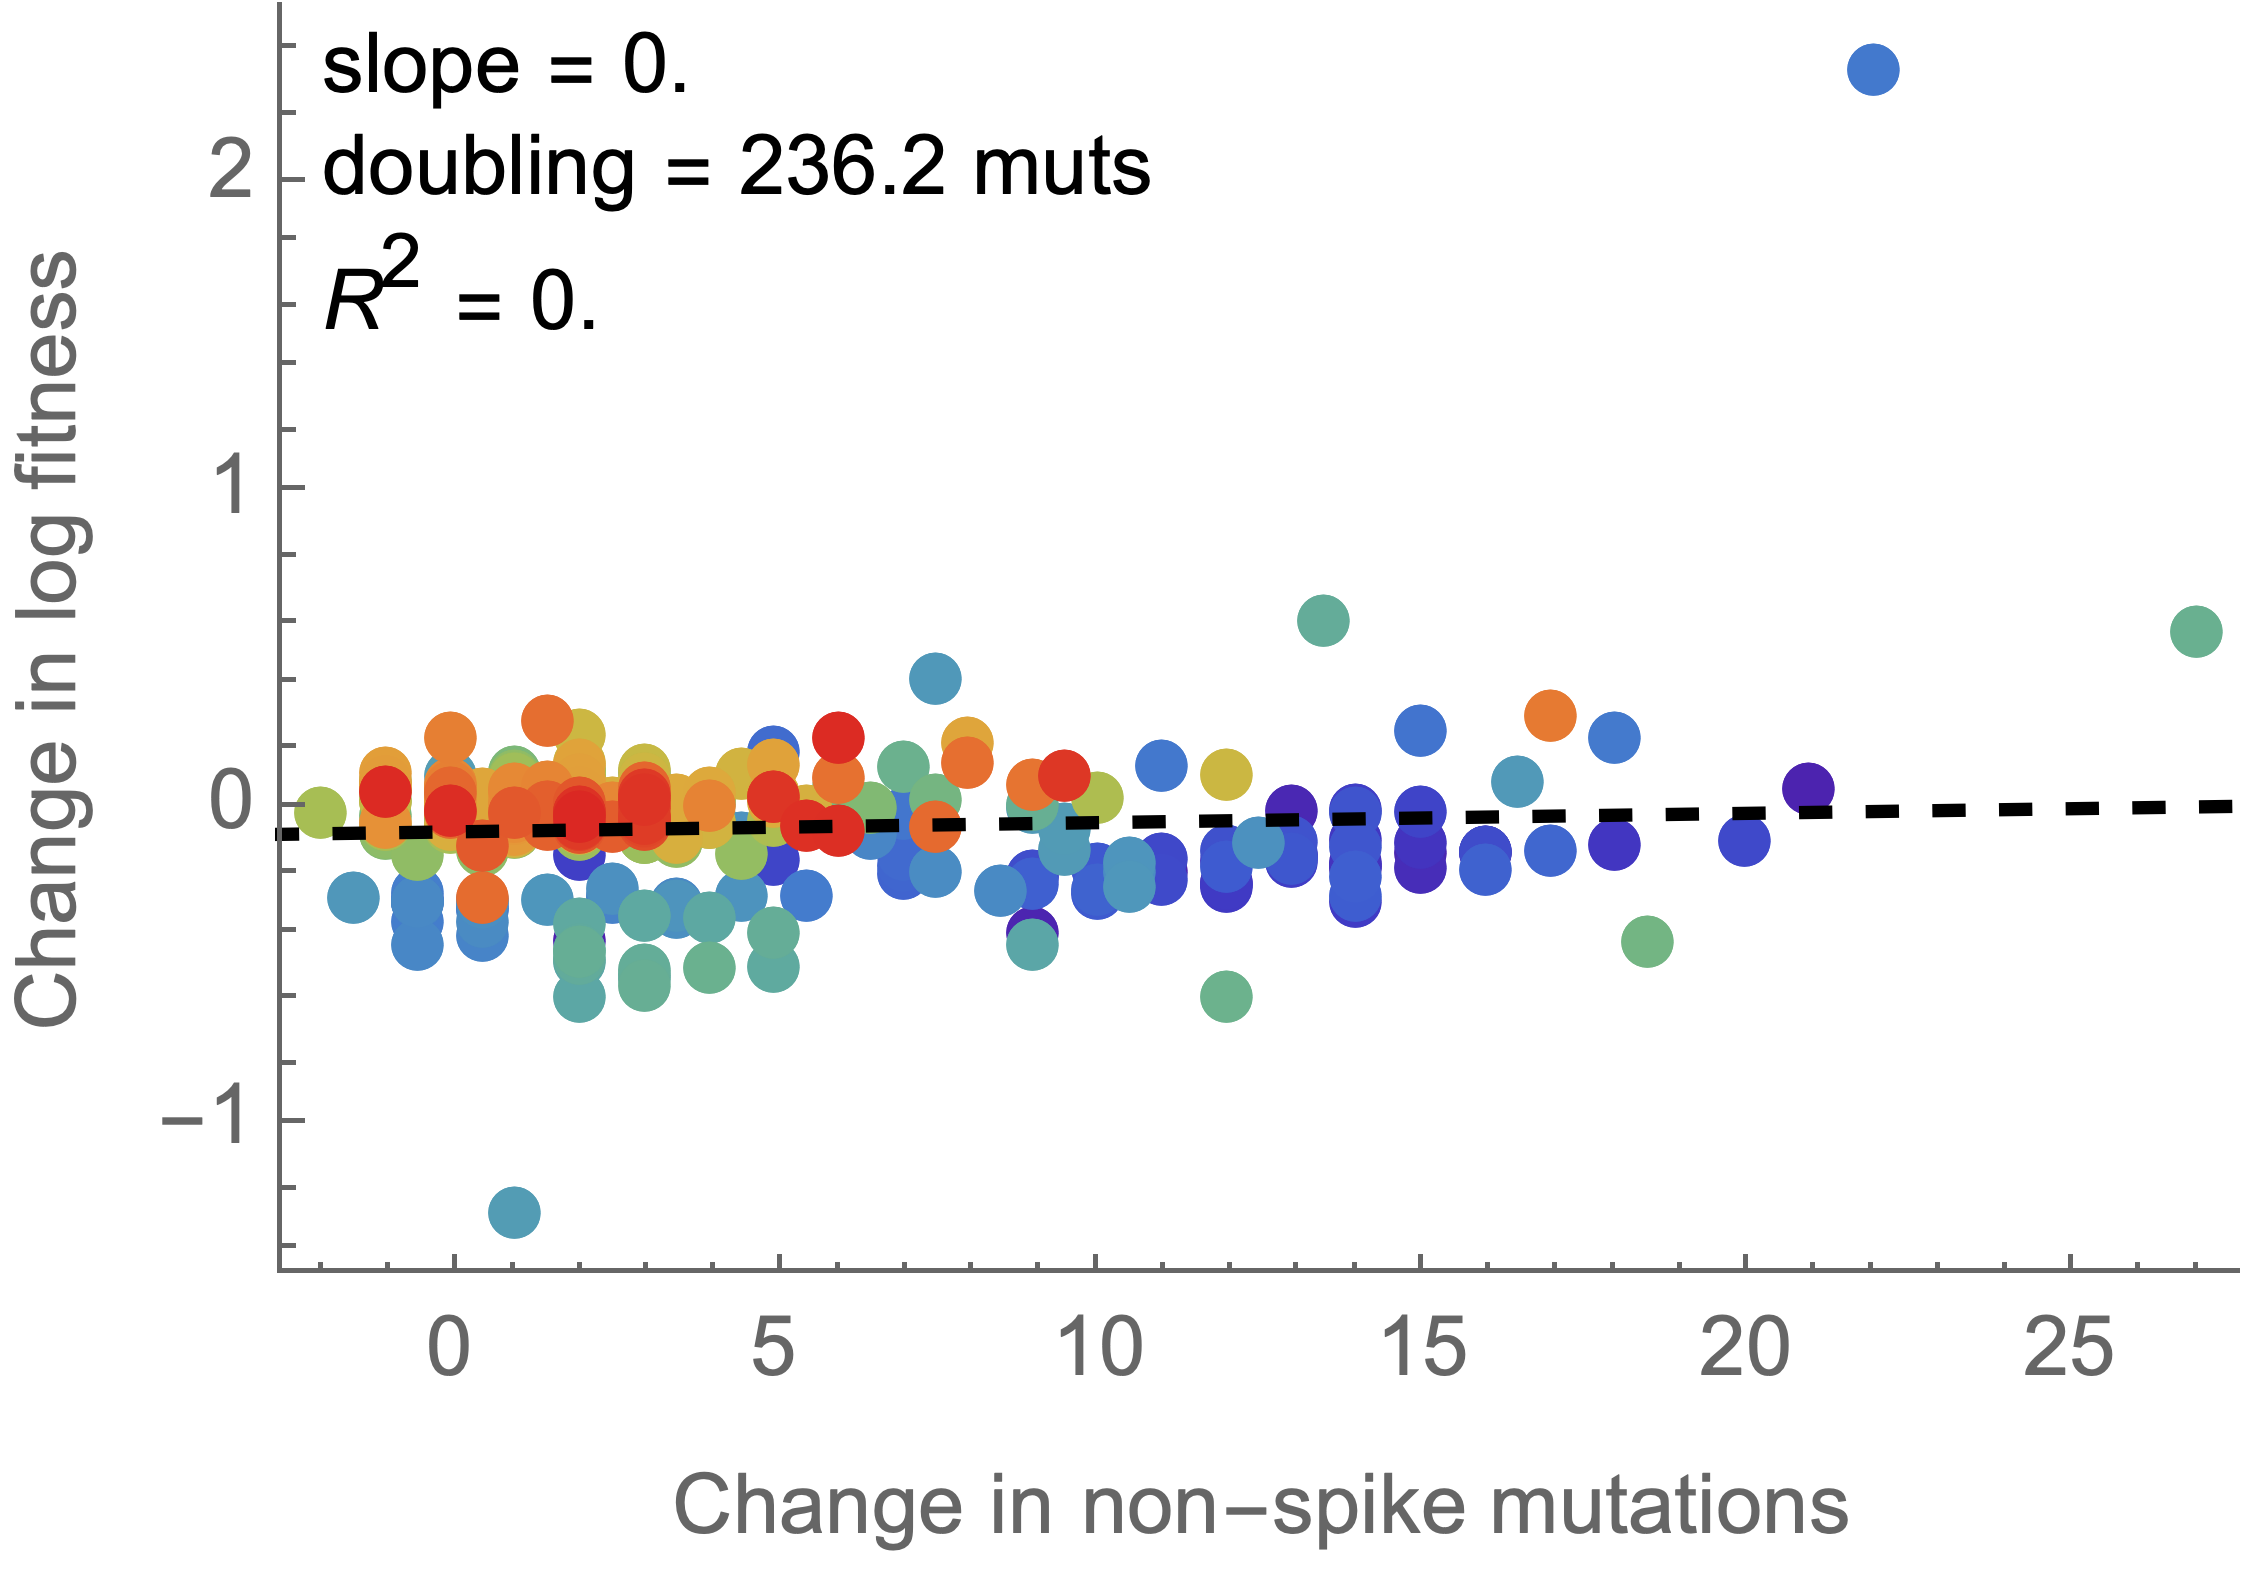 slope = 0.
doubling = 236.2 muts
R² = 0.
Change in log fitness
2
1
0
−1
0 5 10 15 20 25
Change in non−spike mutations